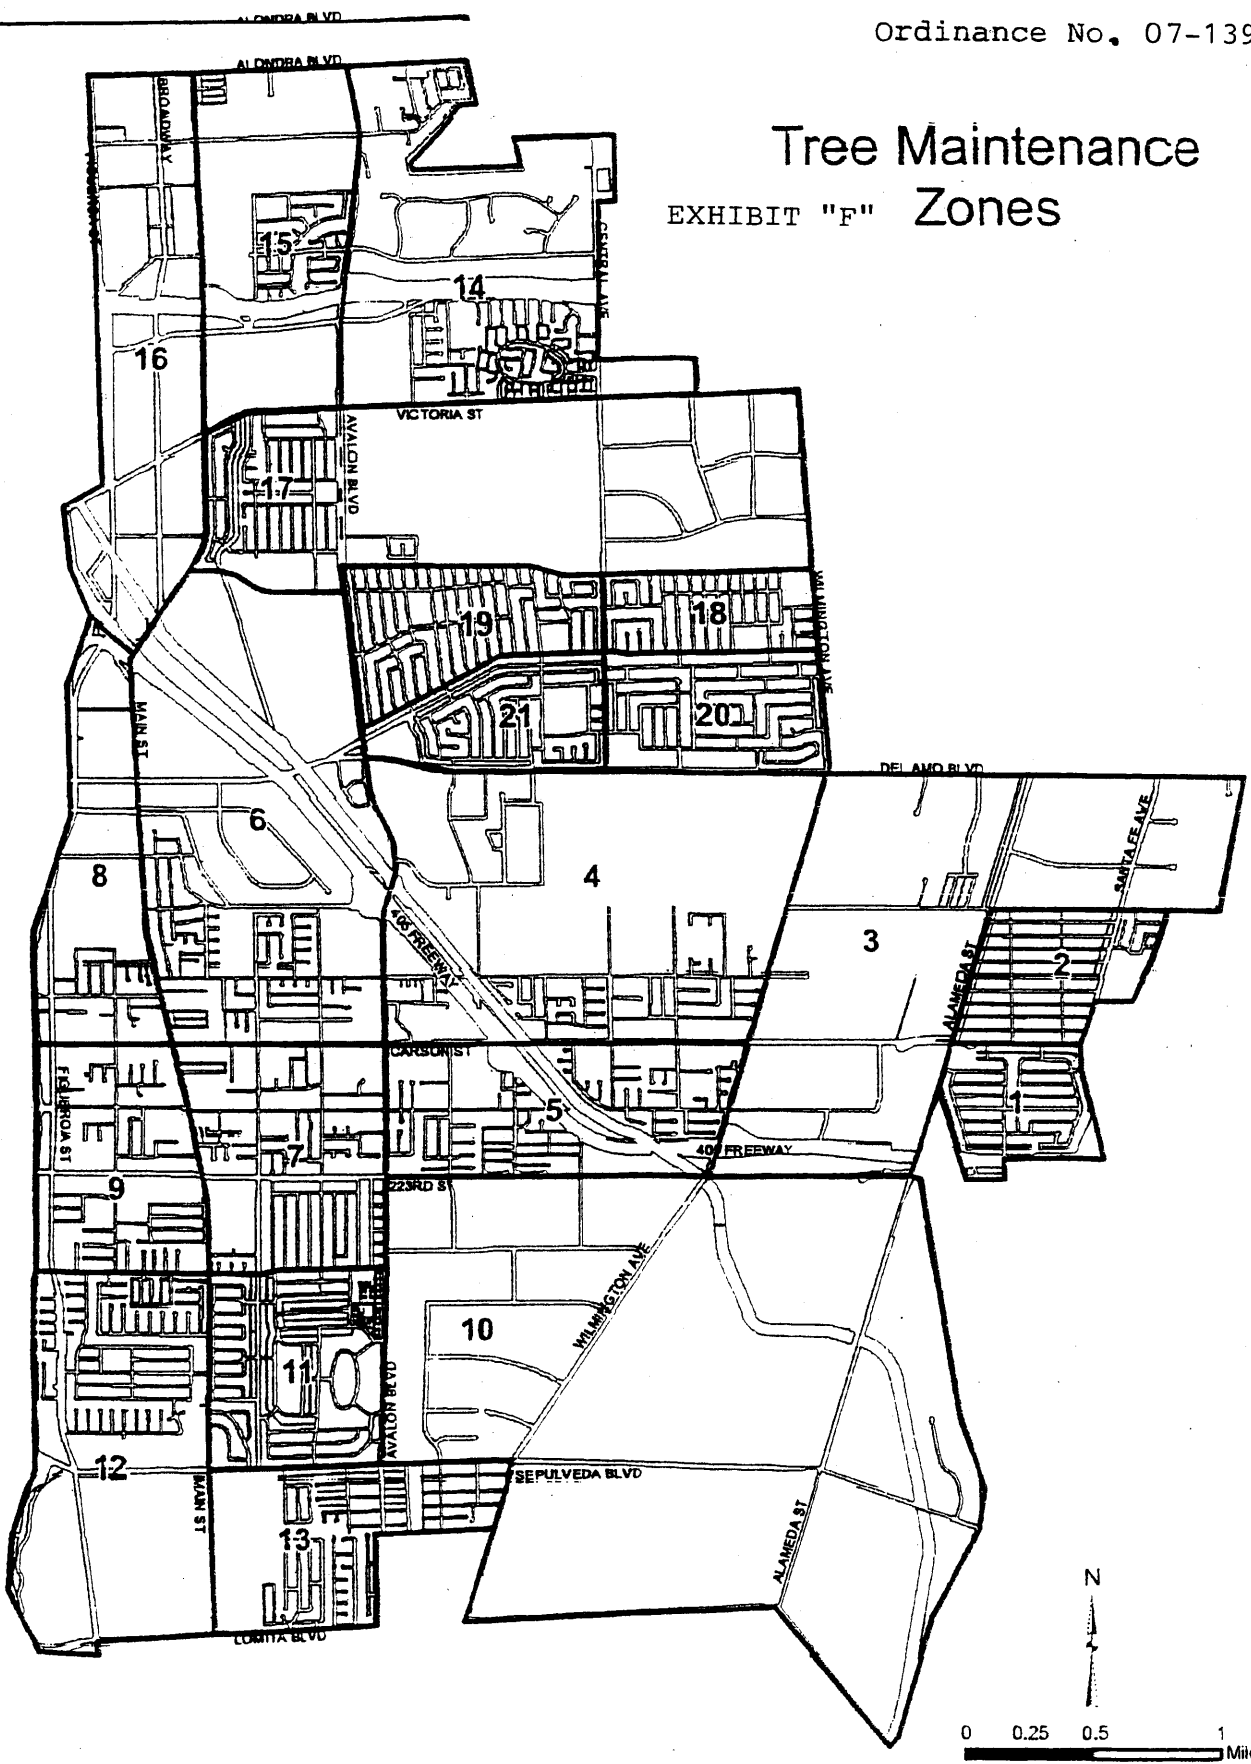 ALONDRA BLVD
Ordinance No. 07-139
ALONDRA BLVD
Tree Maintenance
Zones
EXHIBIT "F"
BROADWAY
FIGUEROA ST
15
14
CENTRAL AVE
16
VICTORIA ST
AVALON BLVD
17
19
18
WILMINGTON AVE
21
20
MAIN ST
DEL AMO BLVD
6
8
4
SANTA FE AVE
405 FREEWAY
3
2
ALAMEDA ST
CARSON ST
FIGUEROA ST
5
1
7
405 FREEWAY
9
223RD ST
WILMINGTON AVE
10
11
AVALON BLVD
12
SEPULVEDA BLVD
MAIN ST
13
ALAMEDA ST
LOMITA BLVD
N
0 0.25 0.5 1